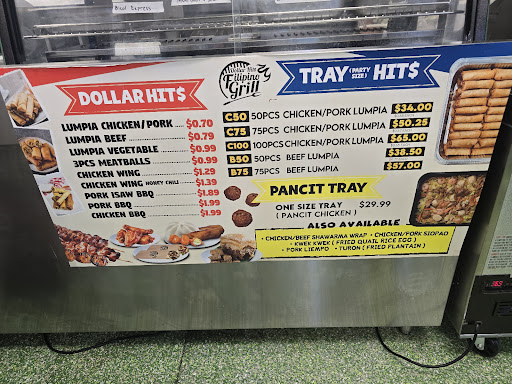 Bicol Express
DOLLAR HIT$
LUMPIA CHICKEN/PORK .... $0.70
LUMPIA BEEF ........ $0.79
LUMPIA VEGETABLE .... $0.99
3PCS MEATBALLS ........ $0.99
CHICKEN WING ........ $1.29
CHICKEN WING HONEY CHILI .... $1.39
PORK ISAW BBQ ........ $1.89
PORK BBQ ........ $1.99
CHICKEN BBQ ........ $1.99
Filipino
Grill
TRAY (PARTY SIZE) HIT$
C50 50PCS CHICKEN/PORK LUMPIA $34.00
C75 75PCS CHICKEN/PORK LUMPIA $50.25
C100 100PCS CHICKEN/PORK LUMPIA $65.00
B50 50PCS BEEF LUMPIA $38.50
B75 75PCS BEEF LUMPIA $57.00
PANCIT TRAY
ONE SIZE TRAY $29.99
( PANCIT CHICKEN )
ALSO AVAILABLE
• CHICKEN/BEEF SHAWARMA WRAP • CHICKEN/PORK SIOPAO
• KWEK KWEK ( FRIED QUAIL RICE EGG )
• PORK LIEMPO • TURON ( FRIED PLANTAIN )